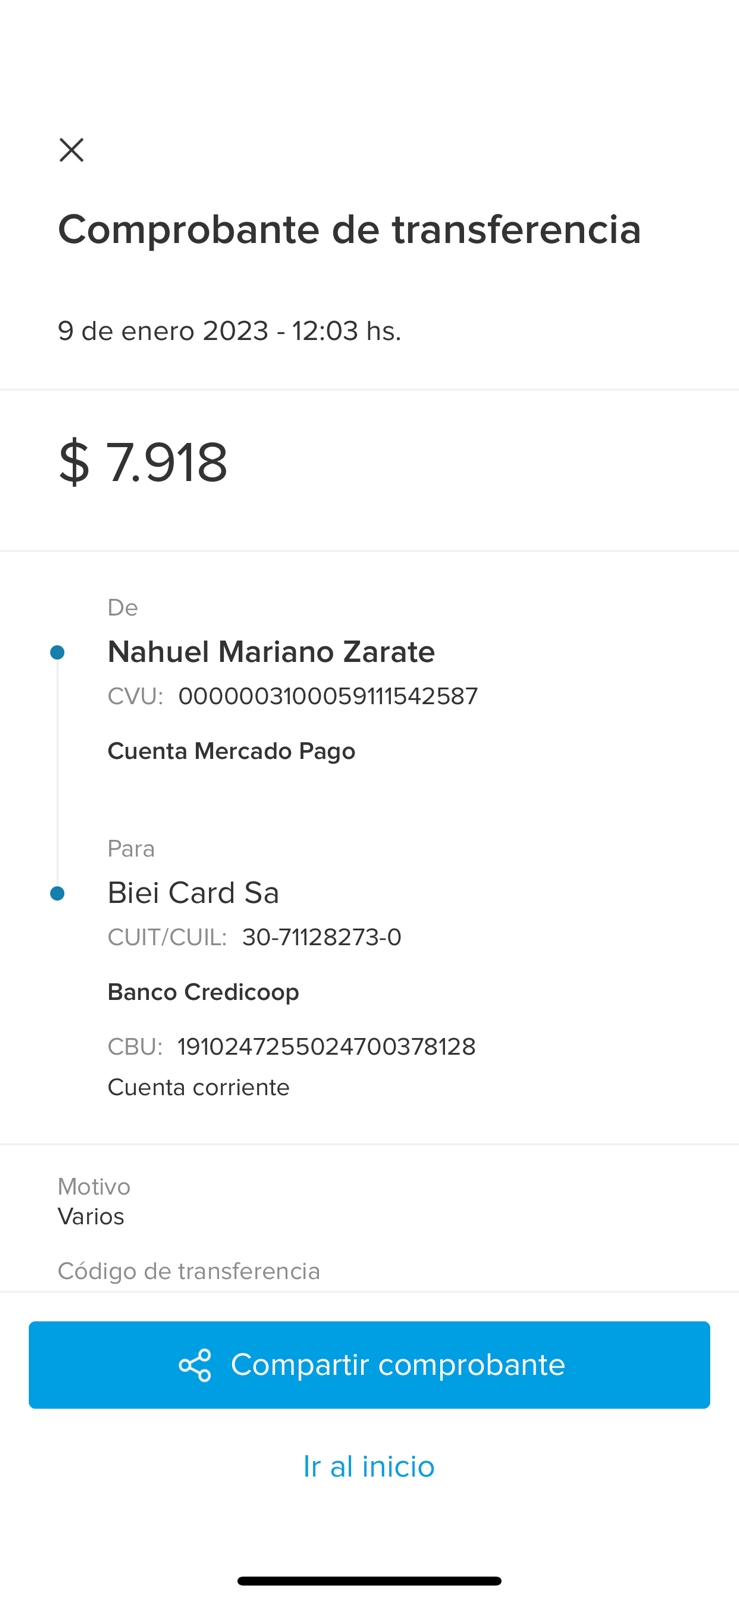 Comprobante de transferencia
9 de enero 2023 - 12:03 hs.
$ 7.918
De
Nahuel Mariano Zarate
CVU: 0000003100059111542587
Cuenta Mercado Pago
Para
Biei Card Sa
CUIT/CUIL: 30-71128273-0
Banco Credicoop
CBU: 1910247255024700378128
Cuenta corriente
Motivo
Varios
Código de transferencia
Compartir comprobante
Ir al inicio